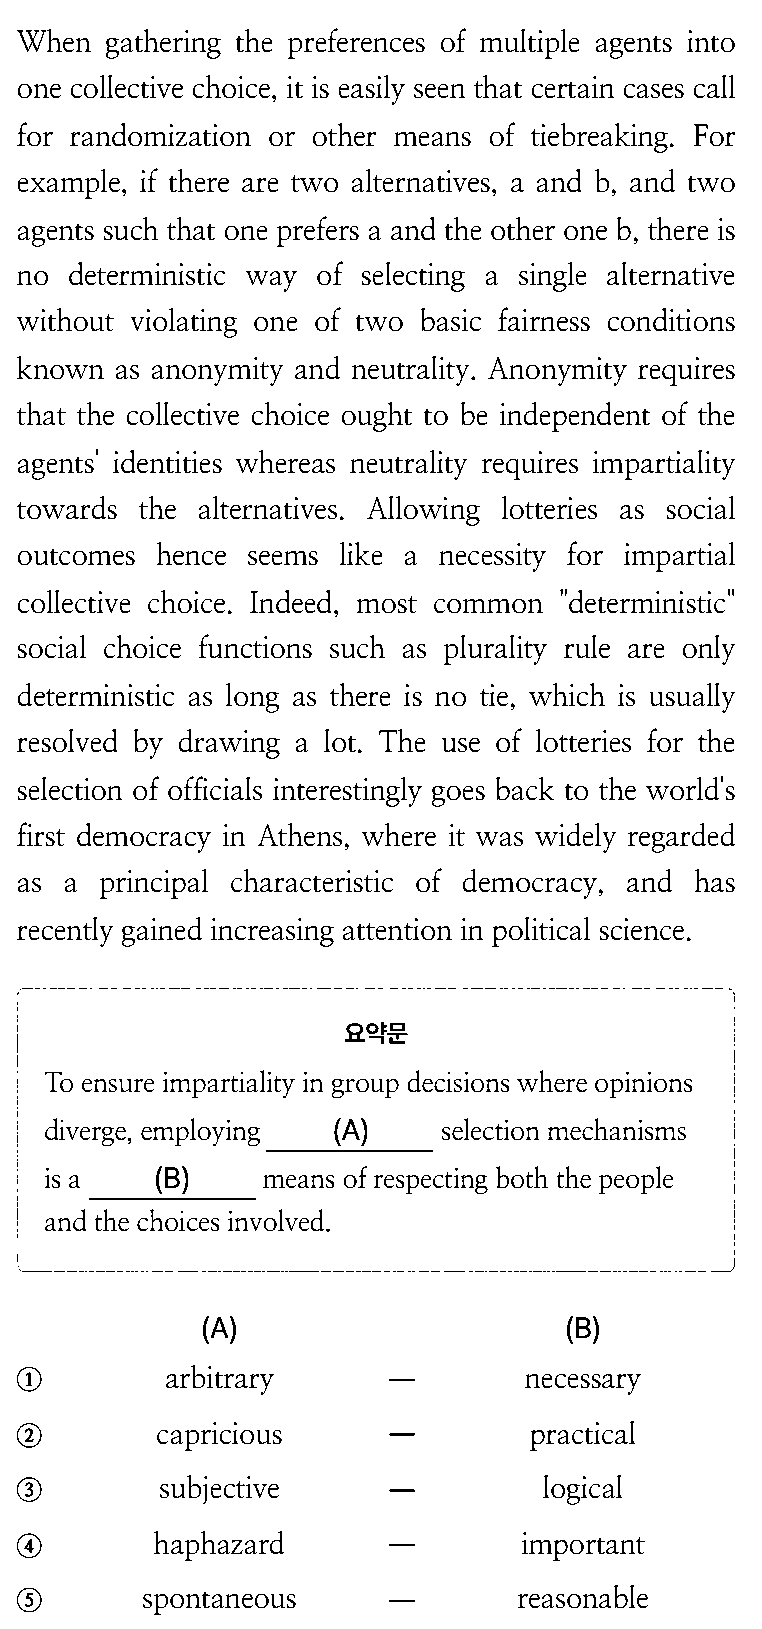 When gathering the preferences of multiple agents into
one collective choice, it is easily seen that certain cases call
for randomization or other means of tiebreaking. For
example, if there are two alternatives, a and b, and two
agents such that one prefers a and the other one b, there is
no deterministic way of selecting a single alternative
without violating one of two basic fairness conditions
known as anonymity and neutrality. Anonymity requires
that the collective choice ought to be independent of the
agents' identities whereas neutrality requires impartiality
towards the alternatives. Allowing lotteries as social
outcomes hence seems like a necessity for impartial
collective choice. Indeed, most common "deterministic"
social choice functions such as plurality rule are only
deterministic as long as there is no tie, which is usually
resolved by drawing a lot. The use of lotteries for the
selection of officials interestingly goes back to the world's
first democracy in Athens, where it was widely regarded
as a principal characteristic of democracy, and has
recently gained increasing attention in political science.
요약문
To ensure impartiality in group decisions where opinions
diverge, employing (A) selection mechanisms
is a (B) means of respecting both the people
and the choices involved.
(A) (B)
① arbitrary — necessary
② capricious — practical
③ subjective — logical
④ haphazard — important
⑤ spontaneous — reasonable